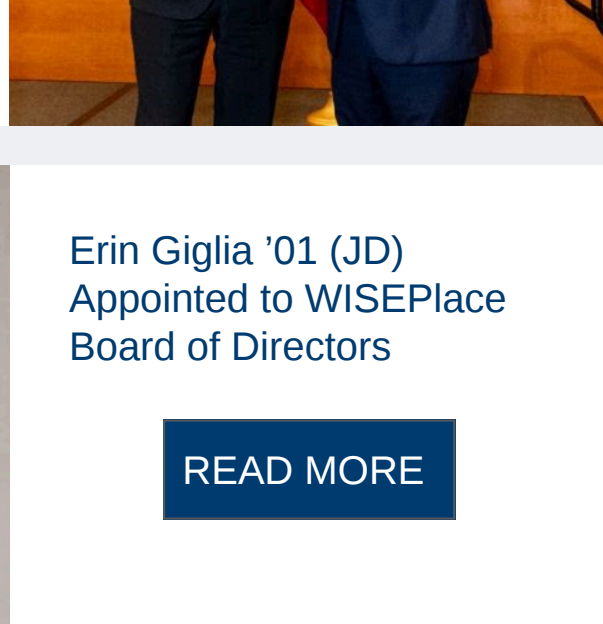 Erin Giglia ’01 (JD)
Appointed to WISEPlace
Board of Directors
READ MORE